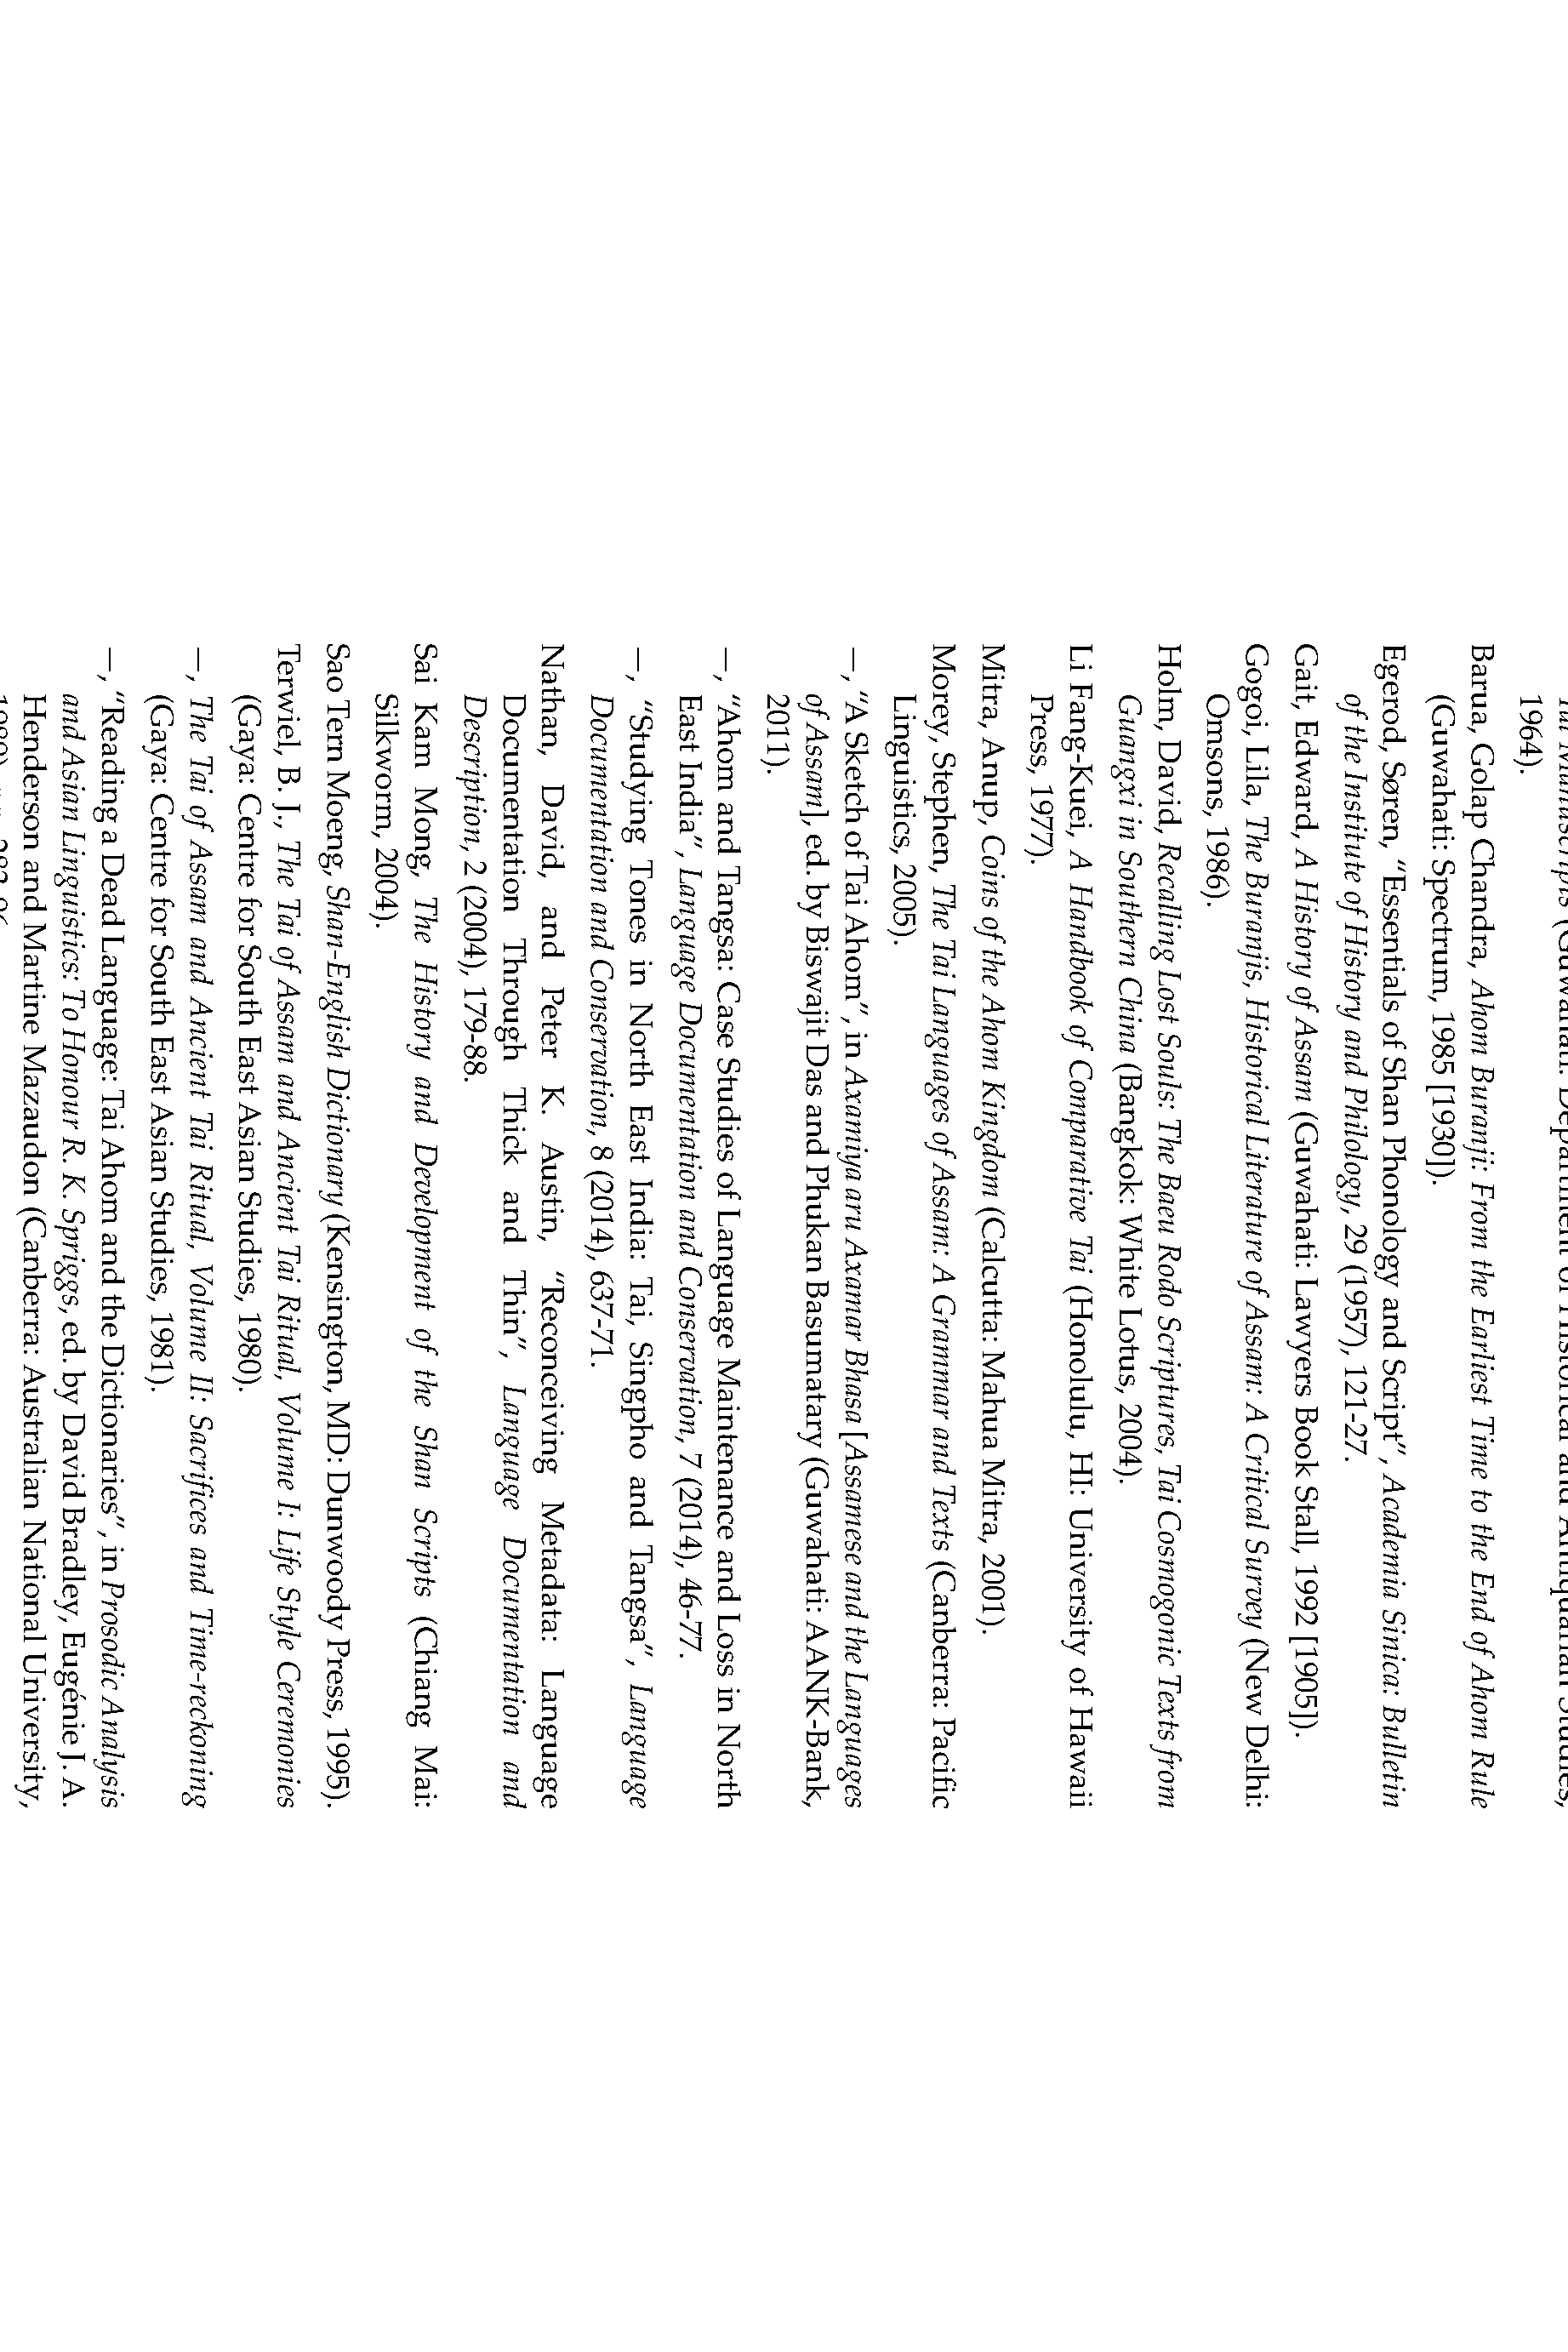 Tai Manuscripts (Guwahati: Department of Historical and Antiquarian Studies,
1964).
Barua, Golap Chandra, Ahom Buranji: From the Earliest Time to the End of Ahom Rule
(Guwahati: Spectrum, 1985 [1930]).
Egerod, Søren, “Essentials of Shan Phonology and Script”, Academia Sinica: Bulletin
of the Institute of History and Philology, 29 (1957), 121-27.
Gait, Edward, A History of Assam (Guwahati: Lawyers Book Stall, 1992 [1905]).
Gogoi, Lila, The Buranjis, Historical Literature of Assam: A Critical Survey (New Delhi:
Omsons, 1986).
Holm, David, Recalling Lost Souls: The Baeu Rodo Scriptures, Tai Cosmogonic Texts from
Guangxi in Southern China (Bangkok: White Lotus, 2004).
Li Fang-Kuei, A Handbook of Comparative Tai (Honolulu, HI: University of Hawaii
Press, 1977).
Mitra, Anup, Coins of the Ahom Kingdom (Calcutta: Mahua Mitra, 2001).
Morey, Stephen, The Tai Languages of Assam: A Grammar and Texts (Canberra: Pacific
Linguistics, 2005).
—, “A Sketch of Tai Ahom”, in Axamiya aru Axamar Bhasa [Assamese and the Languages
of Assam], ed. by Biswajit Das and Phukan Basumatary (Guwahati: AANK-Bank,
2011).
—, “Ahom and Tangsa: Case Studies of Language Maintenance and Loss in North
East India”, Language Documentation and Conservation, 7 (2014), 46-77.
—, “Studying Tones in North East India: Tai, Singpho and Tangsa”, Language
Documentation and Conservation, 8 (2014), 637-71.
Nathan, David, and Peter K. Austin, “Reconceiving Metadata: Language
Documentation Through Thick and Thin”, Language Documentation and
Description, 2 (2004), 179-88.
Sai Kam Mong, The History and Development of the Shan Scripts (Chiang Mai:
Silkworm, 2004).
Sao Tern Moeng, Shan-English Dictionary (Kensington, MD: Dunwoody Press, 1995).
Terwiel, B. J., The Tai of Assam and Ancient Tai Ritual, Volume I: Life Style Ceremonies
(Gaya: Centre for South East Asian Studies, 1980).
—, The Tai of Assam and Ancient Tai Ritual, Volume II: Sacrifices and Time-reckoning
(Gaya: Centre for South East Asian Studies, 1981).
—, “Reading a Dead Language: Tai Ahom and the Dictionaries”, in Prosodic Analysis
and Asian Linguistics: To Honour R. K. Spriggs, ed. by David Bradley, Eugénie J. A.
Henderson and Martine Mazaudon (Canberra: Australian National University,